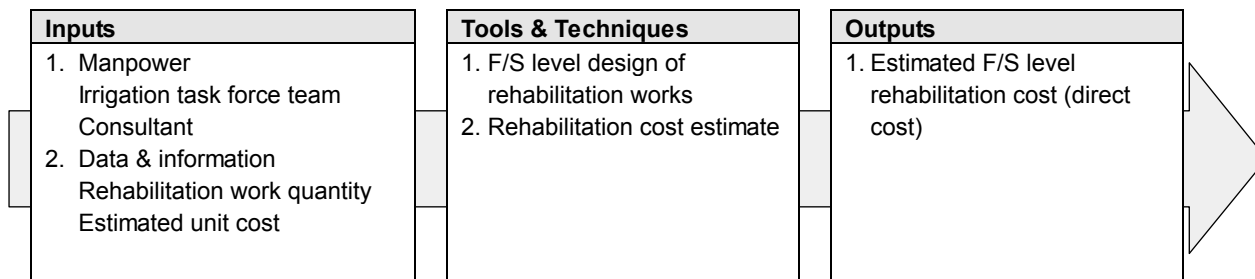 Inputs
1. Manpower
Irrigation task force team
Consultant
2. Data & information
Rehabilitation work quantity
Estimated unit cost
Tools & Techniques
1. F/S level design of
rehabilitation works
2. Rehabilitation cost estimate
Outputs
1. Estimated F/S level
rehabilitation cost (direct
cost)